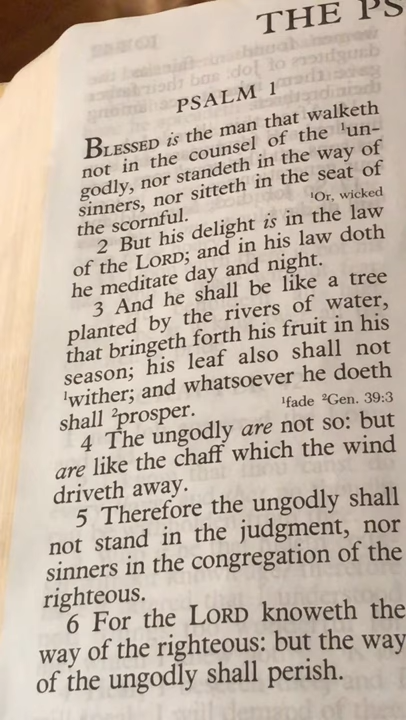 THE PS
PSALM 1
BLESSED is the man that walketh
not in the counsel of the ¹un-
godly, nor standeth in the way of
sinners, nor sitteth in the seat of
the scornful.
¹Or, wicked
2 But his delight is in the law
of the LORD; and in his law doth
he meditate day and night.
3 And he shall be like a tree
planted by the rivers of water,
that bringeth forth his fruit in his
season; his leaf also shall not
¹wither; and whatsoever he doeth
shall ²prosper.
¹fade ²Gen. 39:3
4 The ungodly are not so: but
are like the chaff which the wind
driveth away.
5 Therefore the ungodly shall
not stand in the judgment, nor
sinners in the congregation of the
righteous.
6 For the LORD knoweth the
way of the righteous: but the way
of the ungodly shall perish.